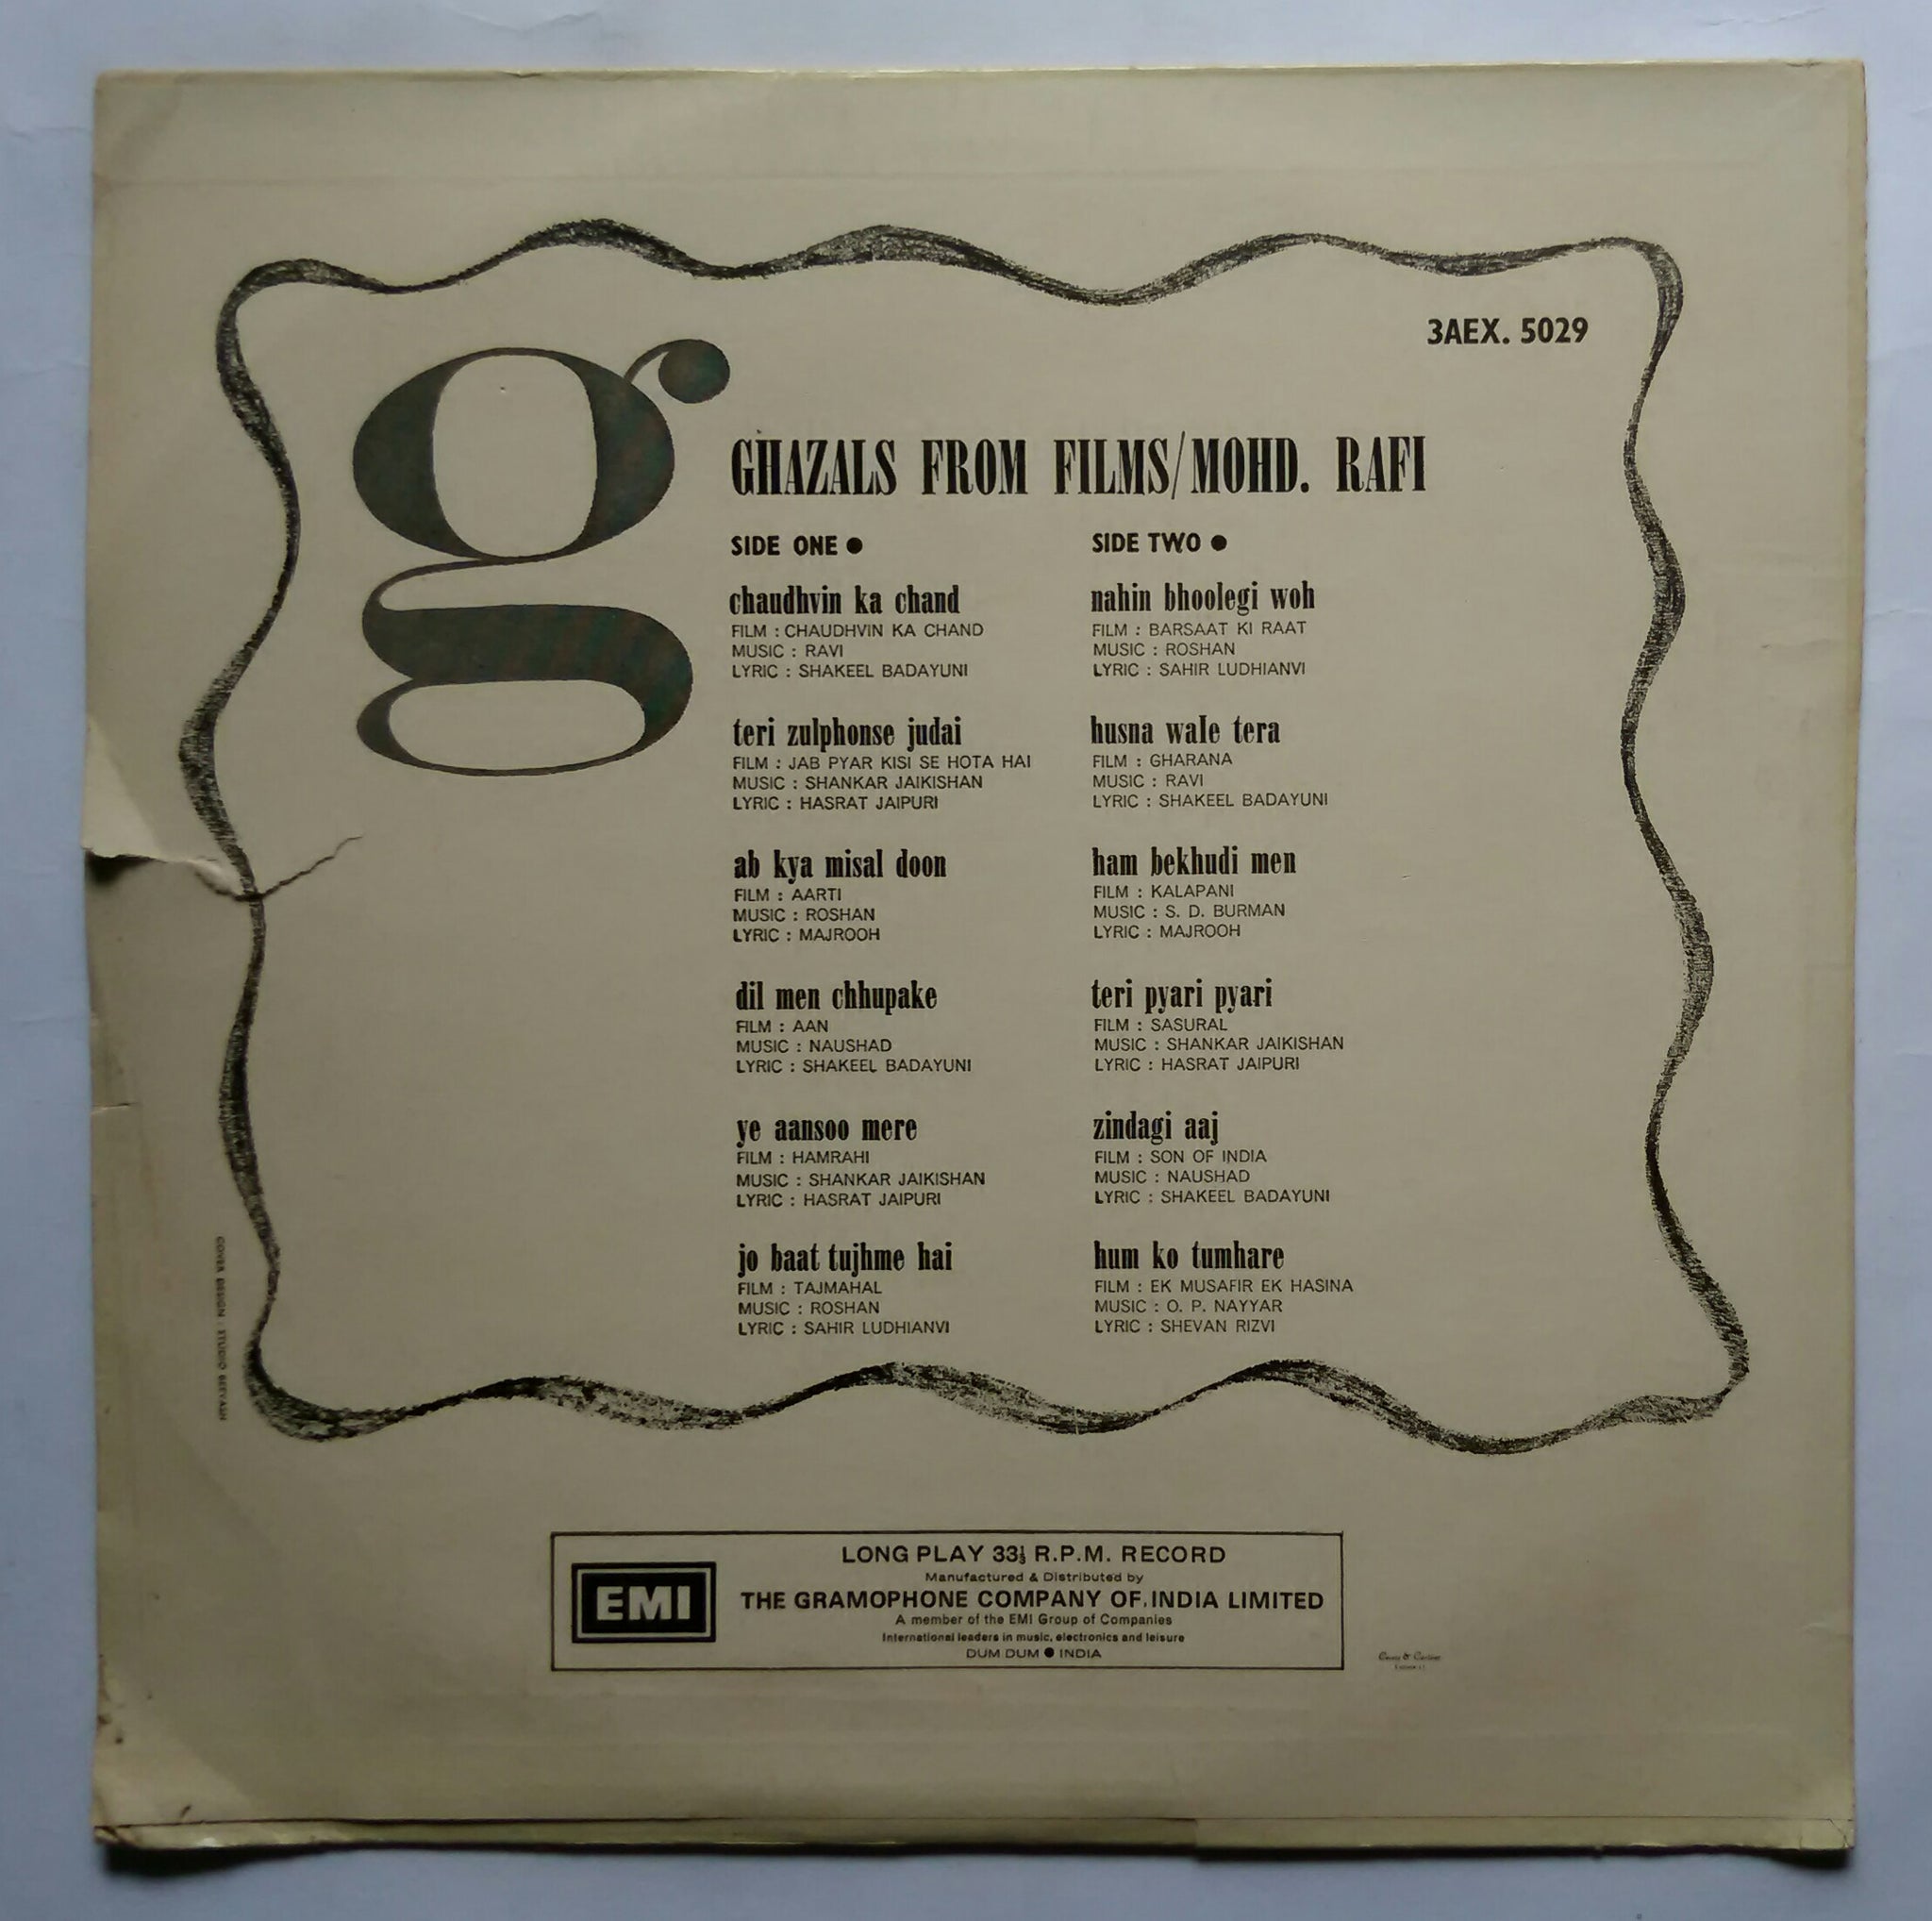 3AEX. 5029
g
GHAZALS FROM FILMS/MOHD. RAFI
SIDE ONE ●
chaudhvin ka chand
FILM : CHAUDHVIN KA CHAND
MUSIC : RAVI
LYRIC : SHAKEEL BADAYUNI
teri zulphonse judai
FILM : JAB PYAR KISI SE HOTA HAI
MUSIC : SHANKAR JAIKISHAN
LYRIC : HASRAT JAIPURI
ab kya misal doon
FILM : AARTI
MUSIC : ROSHAN
LYRIC : MAJROOH
dil men chhupake
FILM : AAN
MUSIC : NAUSHAD
LYRIC : SHAKEEL BADAYUNI
ye aansoo mere
FILM : HAMRAHI
MUSIC : SHANKAR JAIKISHAN
LYRIC : HASRAT JAIPURI
jo baat tujhme hai
FILM : TAJMAHAL
MUSIC : ROSHAN
LYRIC : SAHIR LUDHIANVI
SIDE TWO ●
nahin bhoolegi woh
FILM : BARSAAT KI RAAT
MUSIC : ROSHAN
LYRIC : SAHIR LUDHIANVI
husna wale tera
FILM : GHARANA
MUSIC : RAVI
LYRIC : SHAKEEL BADAYUNI
ham bekhudi men
FILM : KALAPANI
MUSIC : S. D. BURMAN
LYRIC : MAJROOH
teri pyari pyari
FILM : SASURAL
MUSIC : SHANKAR JAIKISHAN
LYRIC : HASRAT JAIPURI
zindagi aaj
FILM : SON OF INDIA
MUSIC : NAUSHAD
LYRIC : SHAKEEL BADAYUNI
hum ko tumhare
FILM : EK MUSAFIR EK HASINA
MUSIC : O. P. NAYYAR
LYRIC : SHEVAN RIZVI
COVER DESIGN : STUDIO
EMI
LONG PLAY 33⅓ R.P.M. RECORD
Manufactured & Distributed by
THE GRAMOPHONE COMPANY OF INDIA LIMITED
A member of the EMI Group of Companies
International leaders in music, electronics and leisure
DUM DUM ● INDIA